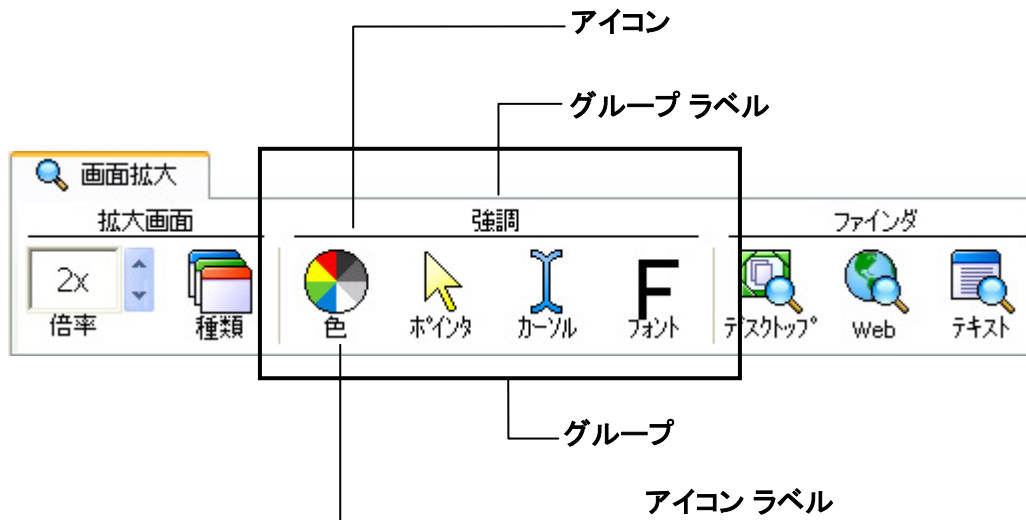 アイコン
グループ ラベル
画面拡大
拡大画面
強調
ファインダ
2x
倍率
種類
色
ポインタ
カーソル
F
フォント
デスクトップ
Web
テキスト
グループ
アイコン ラベル